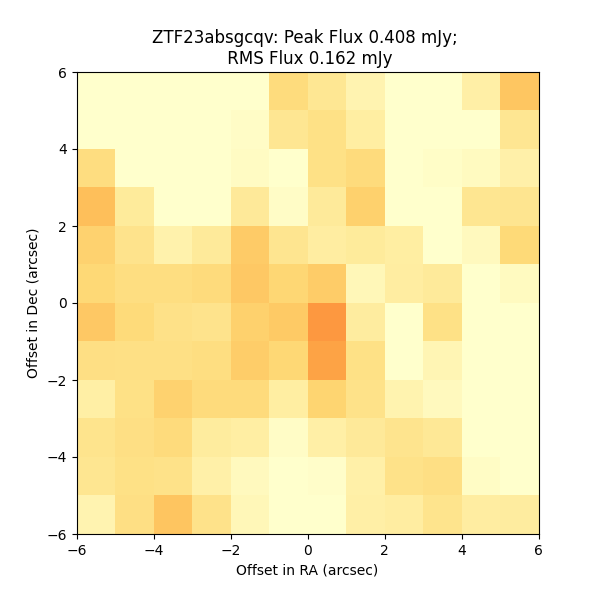 ZTF23absgcqv: Peak Flux 0.408 mJy;
RMS Flux 0.162 mJy
6
4
2
0
−2
−4
−6
Offset in Dec (arcsec)
−6 −4 −2 0 2 4 6
Offset in RA (arcsec)